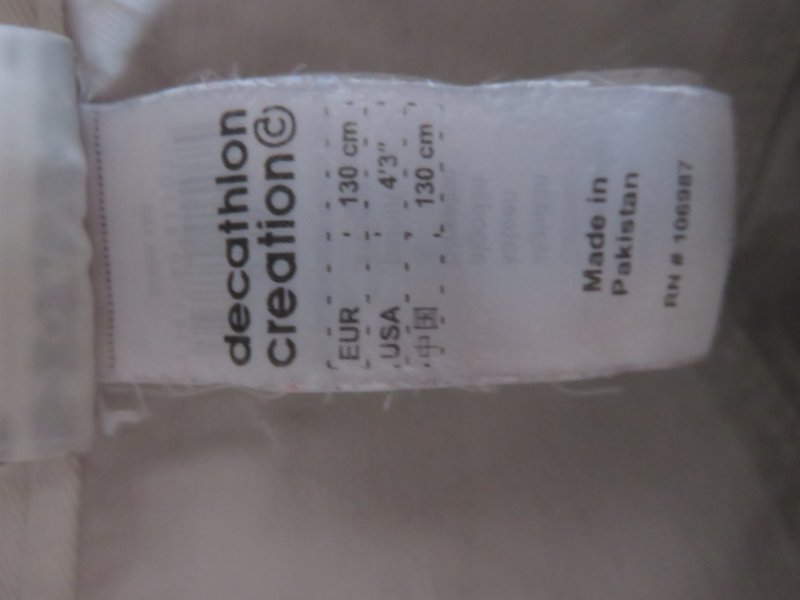 decathlon
creation©
EUR 130 cm
USA 4'3"
中国 130 cm
Made in
Pakistan
RN # 106987